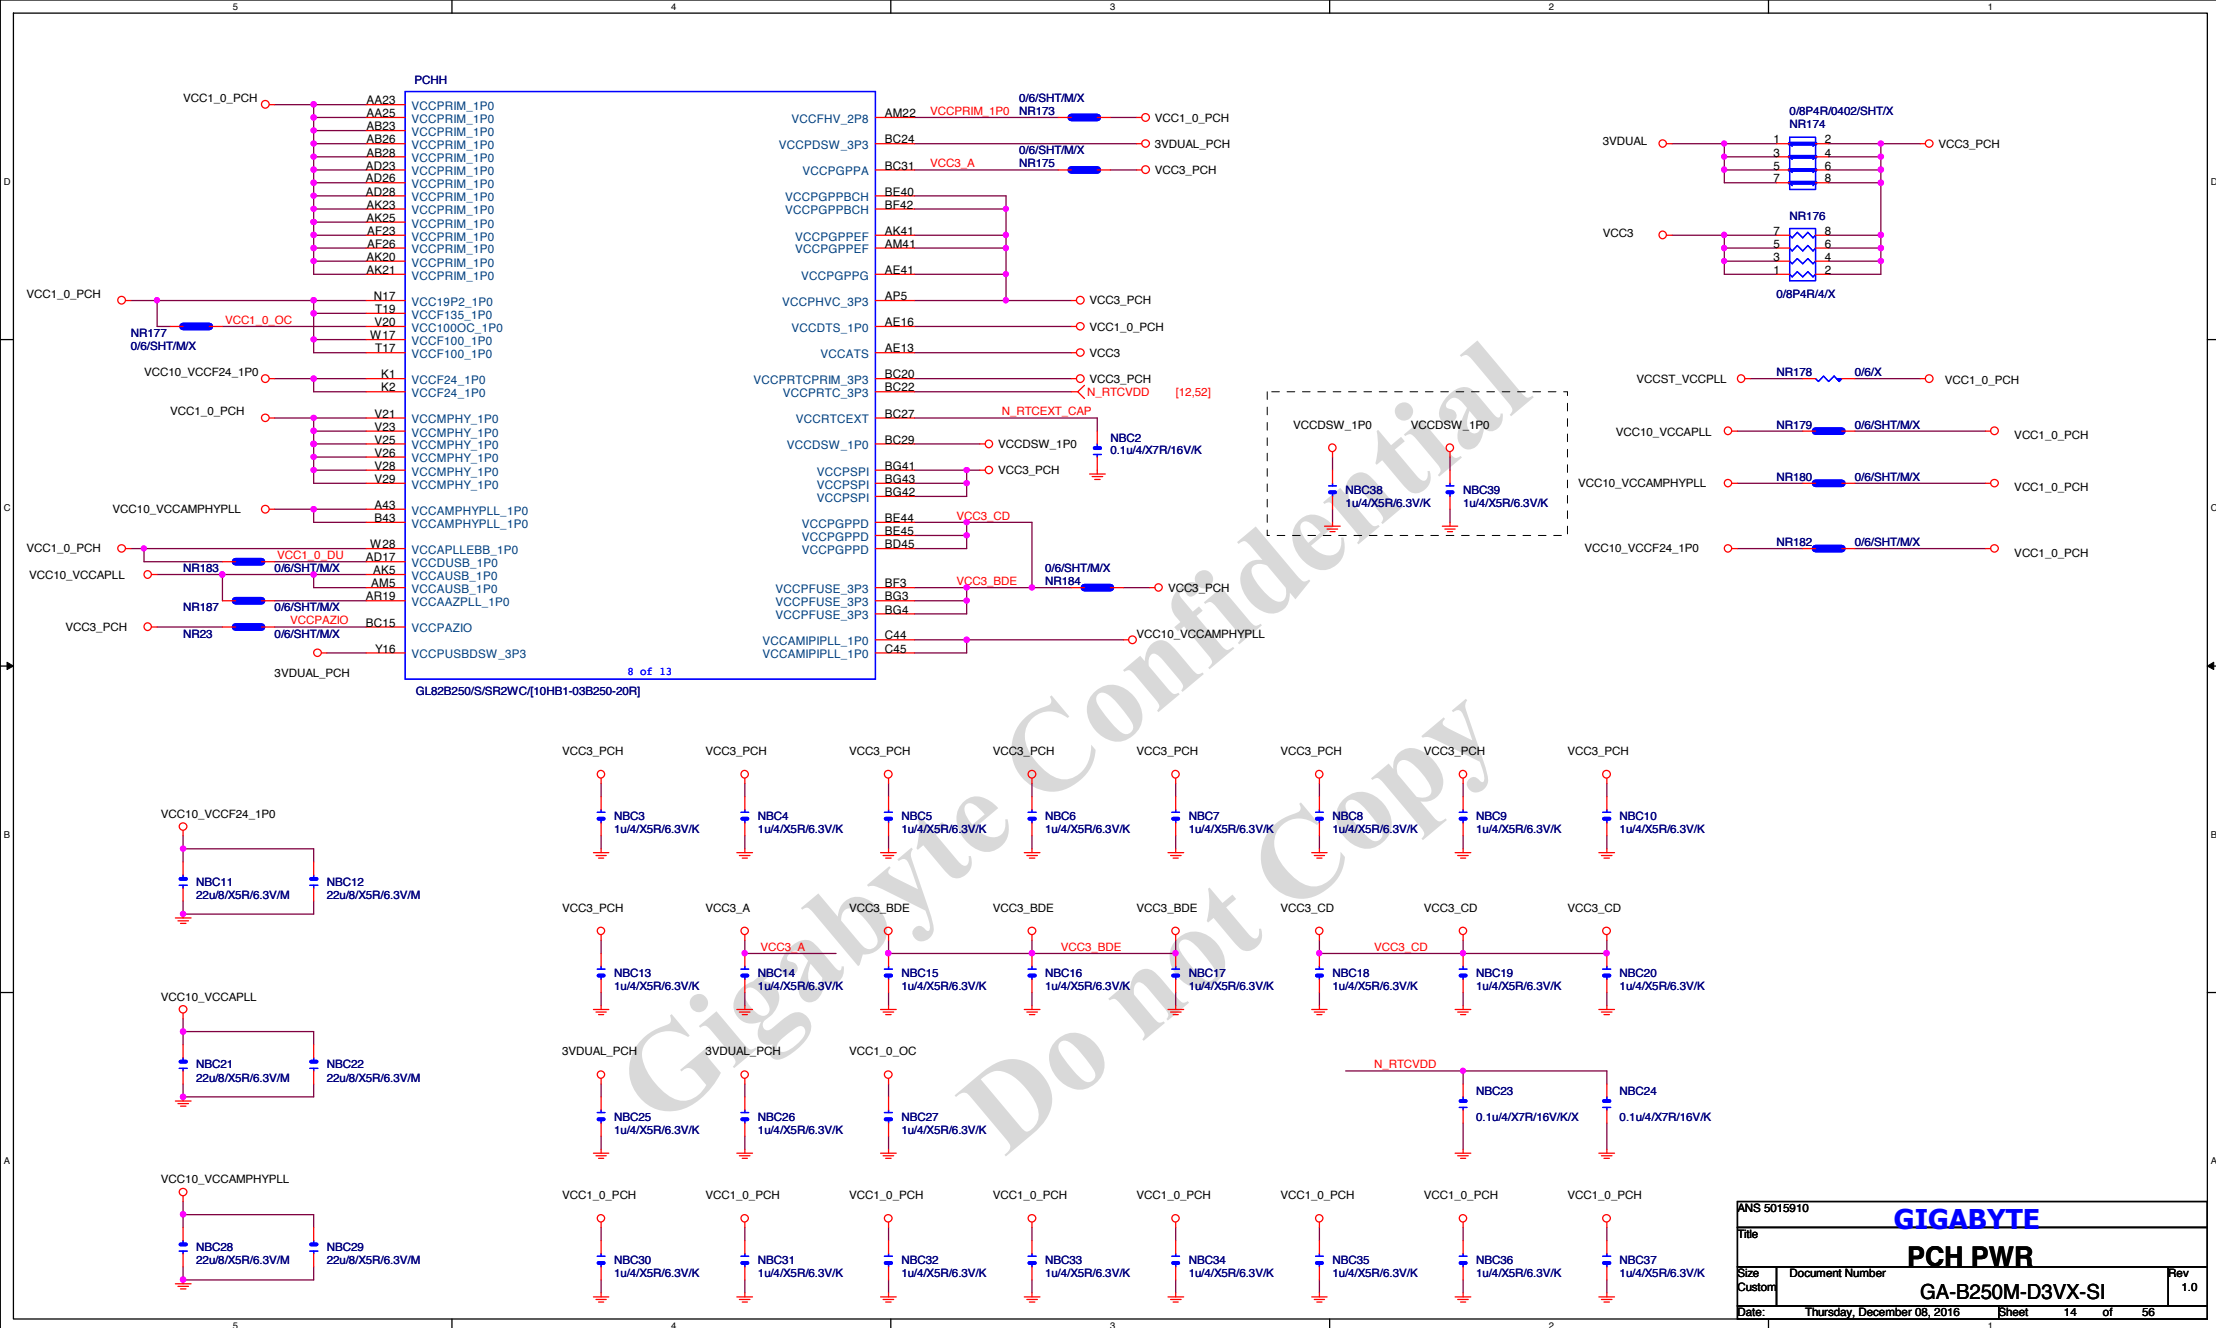 5 4 3 2 1
PCHH
VCC1_0_PCH
AA23 VCCPRIM_1P0
AA25 VCCPRIM_1P0
AB23 VCCPRIM_1P0
AB26 VCCPRIM_1P0
AB28 VCCPRIM_1P0
AD23 VCCPRIM_1P0
AD26 VCCPRIM_1P0
AD28 VCCPRIM_1P0
AK23 VCCPRIM_1P0
AK25 VCCPRIM_1P0
AF23 VCCPRIM_1P0
AF26 VCCPRIM_1P0
AK20 VCCPRIM_1P0
AK21 VCCPRIM_1P0
VCC1_0_PCH
N17 VCC19P2_1P0
T19 VCCF135_1P0
VCC1_0_OC V20 VCC100OC_1P0
NR177
0/6/SHT/M/X
W17 VCCF100_1P0
T17 VCCF100_1P0
VCC10_VCCF24_1P0
K1 VCCF24_1P0
K2 VCCF24_1P0
VCC1_0_PCH
V21 VCCMPHY_1P0
V23 VCCMPHY_1P0
V25 VCCMPHY_1P0
V26 VCCMPHY_1P0
V28 VCCMPHY_1P0
V29 VCCMPHY_1P0
VCC10_VCCAMPHYPLL
A43 VCCAMPHYPLL_1P0
B43 VCCAMPHYPLL_1P0
VCC1_0_PCH
W28 VCCAPLLEBB_1P0
VCC1_0_DU AD17 VCCDUSB_1P0
NR183 0/6/SHT/M/X
VCC10_VCCAPLL
AK5 VCCAUSB_1P0
AM5 VCCAUSB_1P0
AR19 VCCAAZPLL_1P0
NR187 0/6/SHT/M/X
VCC3_PCH VCCPAZIO BC15 VCCPAZIO
NR23 0/6/SHT/M/X
Y16 VCCPUSBDSW_3P3
3VDUAL_PCH
8 of 13
GL82B250/S/SR2WC/[10HB1-03B250-20R]
0/6/SHT/M/X
VCCFHV_2P8 AM22 VCCPRIM_1P0 NR173 VCC1_0_PCH
VCCPDSW_3P3 BC24 3VDUAL_PCH
0/6/SHT/M/X
VCCPGPPA BC31 VCC3_A NR175 VCC3_PCH
VCCPGPPBCH BE40
VCCPGPPBCH BF42
VCCPGPPEF AK41
VCCPGPPEF AM41
VCCPGPPG AE41
VCCPHVC_3P3 AP5 VCC3_PCH
VCCDTS_1P0 AE16 VCC1_0_PCH
VCCATS AE13 VCC3
VCCPRTCPRIM_3P3 BC20 VCC3_PCH
VCCPRTC_3P3 BC22 N_RTCVDD [12,52]
VCCRTCEXT BC27 N_RTCEXT_CAP
NBC2
0.1u/4/X7R/16V/K
VCCDSW_1P0 BC29 VCCDSW_1P0
VCCPSPI BG41 VCC3_PCH
VCCPSPI BG43
VCCPSPI BG42
VCCPGPPD BE44 VCC3_CD
VCCPGPPD BE45
VCCPGPPD BD45
0/6/SHT/M/X
VCCPFUSE_3P3 BF3 VCC3_BDE NR184 VCC3_PCH
VCCPFUSE_3P3 BG3
VCCPFUSE_3P3 BG4
VCCAMIPIPLL_1P0 C44 VCC10_VCCAMPHYPLL
VCCAMIPIPLL_1P0 C45
0/8P4R/0402/SHT/X
NR174
3VDUAL 1 2 VCC3_PCH
3 4
5 6
7 8
NR176
VCC3 7 8
5 6
3 4
1 2
0/8P4R/4/X
VCCST_VCCPLL NR178 0/6/X VCC1_0_PCH
VCC10_VCCAPLL NR179 0/6/SHT/M/X VCC1_0_PCH
VCC10_VCCAMPHYPLL NR180 0/6/SHT/M/X VCC1_0_PCH
VCC10_VCCF24_1P0 NR182 0/6/SHT/M/X VCC1_0_PCH
VCCDSW_1P0 VCCDSW_1P0
NBC38 NBC39
1u/4/X5R/6.3V/K 1u/4/X5R/6.3V/K
Gigabyte Confidential
Do not Copy
VCC3_PCH VCC3_PCH VCC3_PCH VCC3_PCH VCC3_PCH VCC3_PCH VCC3_PCH VCC3_PCH
NBC3 NBC4 NBC5 NBC6 NBC7 NBC8 NBC9 NBC10
1u/4/X5R/6.3V/K 1u/4/X5R/6.3V/K 1u/4/X5R/6.3V/K 1u/4/X5R/6.3V/K 1u/4/X5R/6.3V/K 1u/4/X5R/6.3V/K 1u/4/X5R/6.3V/K 1u/4/X5R/6.3V/K
VCC10_VCCF24_1P0
NBC11 NBC12
22u/8/X5R/6.3V/M 22u/8/X5R/6.3V/M
VCC3_PCH VCC3_A VCC3_BDE VCC3_BDE VCC3_BDE VCC3_CD VCC3_CD VCC3_CD
VCC3_A VCC3_BDE VCC3_CD
NBC13 NBC14 NBC15 NBC16 NBC17 NBC18 NBC19 NBC20
1u/4/X5R/6.3V/K 1u/4/X5R/6.3V/K 1u/4/X5R/6.3V/K 1u/4/X5R/6.3V/K 1u/4/X5R/6.3V/K 1u/4/X5R/6.3V/K 1u/4/X5R/6.3V/K 1u/4/X5R/6.3V/K
VCC10_VCCAPLL
NBC21 NBC22
22u/8/X5R/6.3V/M 22u/8/X5R/6.3V/M
3VDUAL_PCH 3VDUAL_PCH VCC1_0_OC
NBC25 NBC26 NBC27
1u/4/X5R/6.3V/K 1u/4/X5R/6.3V/K 1u/4/X5R/6.3V/K
N_RTCVDD
NBC23 NBC24
0.1u/4/X7R/16V/K/X 0.1u/4/X7R/16V/K
VCC10_VCCAMPHYPLL
NBC28 NBC29
22u/8/X5R/6.3V/M 22u/8/X5R/6.3V/M
VCC1_0_PCH VCC1_0_PCH VCC1_0_PCH VCC1_0_PCH VCC1_0_PCH VCC1_0_PCH VCC1_0_PCH VCC1_0_PCH
NBC30 NBC31 NBC32 NBC33 NBC34 NBC35 NBC36 NBC37
1u/4/X5R/6.3V/K 1u/4/X5R/6.3V/K 1u/4/X5R/6.3V/K 1u/4/X5R/6.3V/K 1u/4/X5R/6.3V/K 1u/4/X5R/6.3V/K 1u/4/X5R/6.3V/K 1u/4/X5R/6.3V/K
ANS 5015910
GIGABYTE
Title
PCH PWR
Size Document Number Rev
Custom GA-B250M-D3VX-SI 1.0
Date: Thursday, December 08, 2016 Sheet 14 of 56
D D
C C
B B
A A
5 4 3 2 1